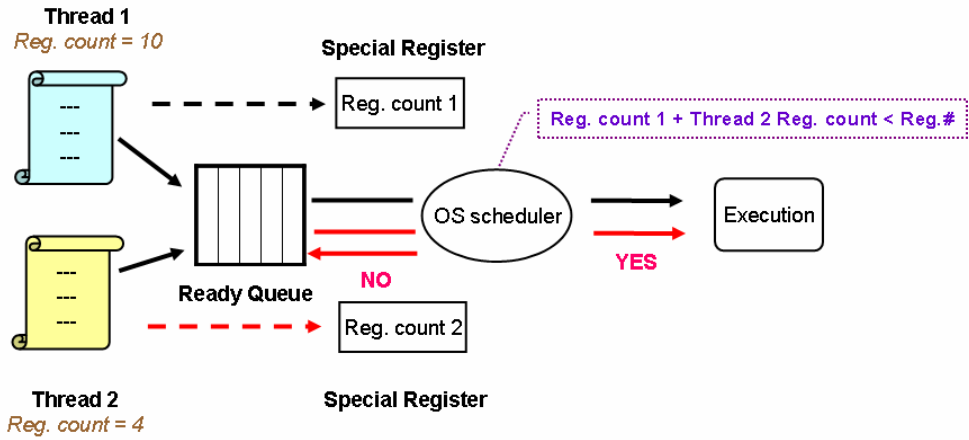 Thread 1
Reg. count = 10
Special Register
---
---
---
Reg. count 1
Reg. count 1 + Thread 2 Reg. count < Reg.#
OS scheduler
Execution
NO
YES
Ready Queue
---
---
---
Reg. count 2
Thread 2
Special Register
Reg. count = 4